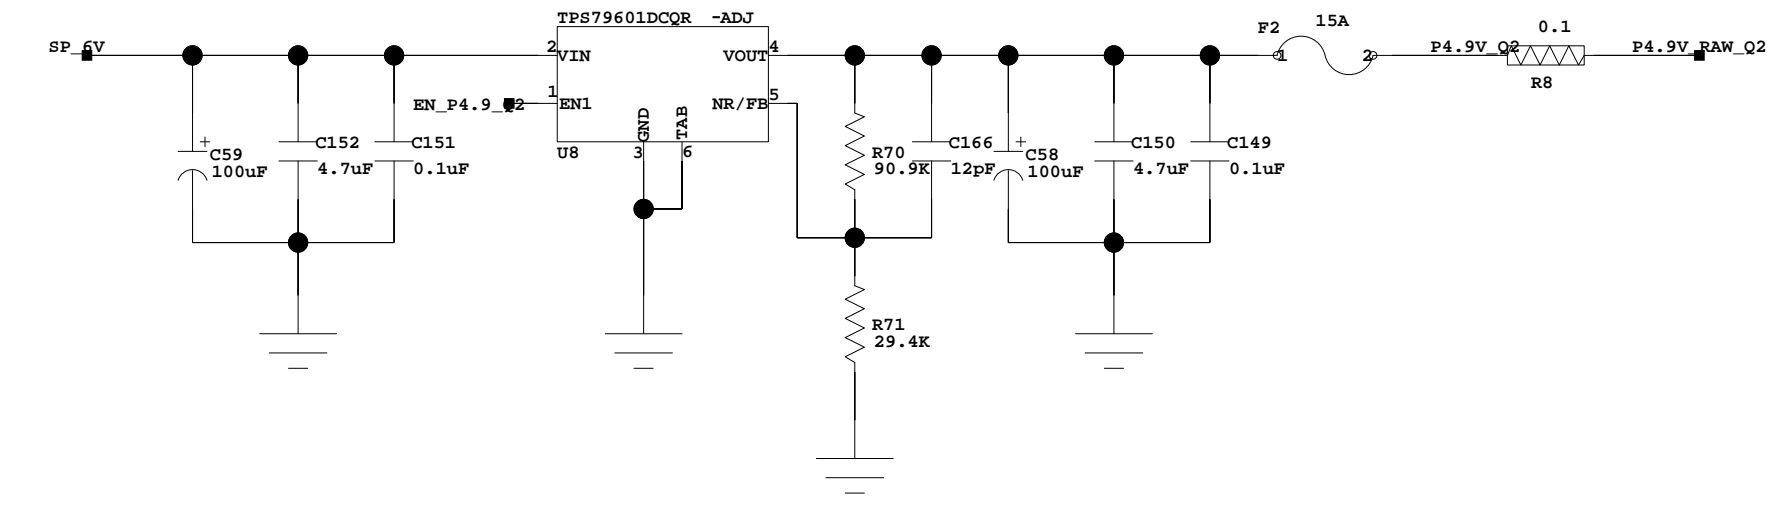 TPS79601DCQR -ADJ
SP_6V
2
VIN
VOUT
4
F2
15A
1
2
P4.9V_Q2
0.1
R8
P4.9V_RAW_Q2
EN_P4.9_Q2
1
EN1
NR/FB
5
GND
TAB
3
6
U8
+
C59
100uF
C152
4.7uF
C151
0.1uF
R70
90.9K
C166
12pF
+
C58
100uF
C150
4.7uF
C149
0.1uF
R71
29.4K